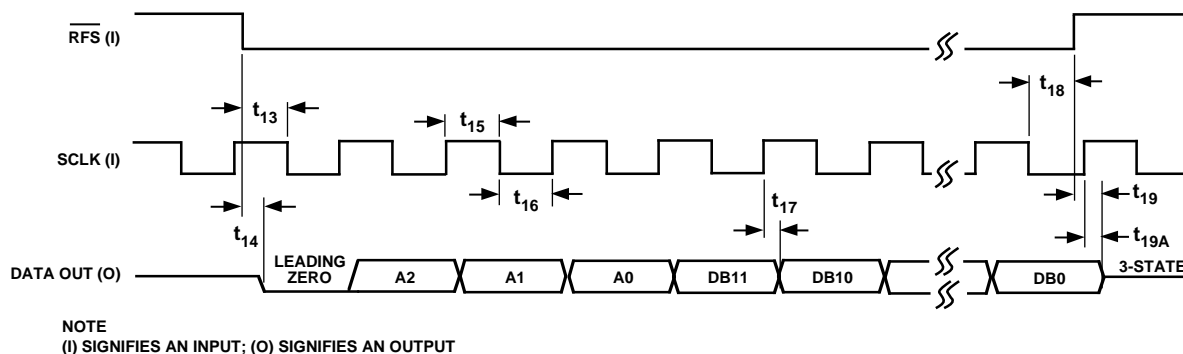 RFS (I)
t18
t13
t15
SCLK (I)
t16
t17
t19
t14
t19A
DATA OUT (O)
LEADING
ZERO
A2
A1
A0
DB11
DB10
DB0
3-STATE
NOTE
(I) SIGNIFIES AN INPUT; (O) SIGNIFIES AN OUTPUT